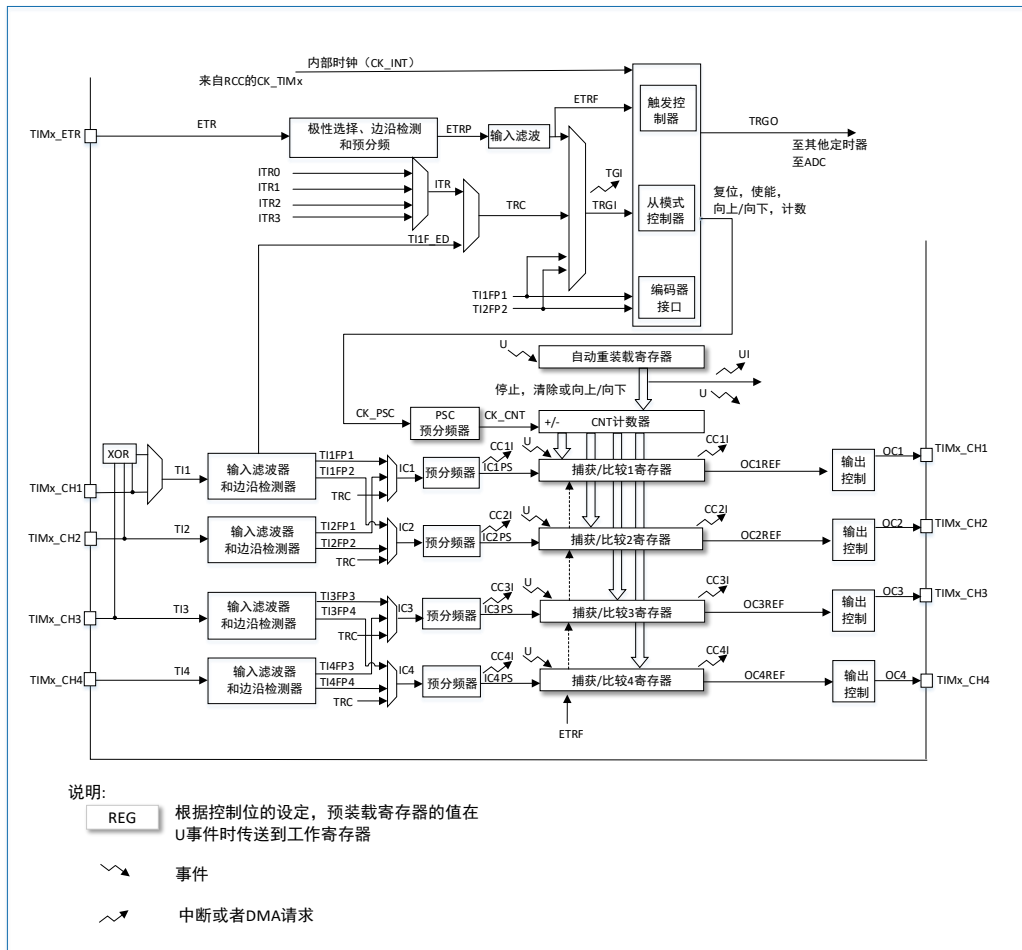 内部时钟（CK_INT）
来自RCC的CK_TIMx
ETRF
触发控
制器
TIMx_ETR
ETR
极性选择、边沿检测
和预分频
ETRP
输入滤波
TRGO
至其他定时器
至ADC
ITR0
ITR1
ITR2
ITR3
ITR
TGI
TRC
TRGI
从模式
控制器
复位，使能，
向上/向下，计数
TI1F_ED
TI1FP1
TI2FP2
编码器
接口
U
自动重装载寄存器
UI
停止，清除或向上/向下
U
CK_PSC
PSC
预分频器
CK_CNT
+/-
CNT计数器
XOR
TI1
输入滤波器
和边沿检测器
TI1FP1
TI1FP2
TRC
IC1
预分频器
CC1I
IC1PS
U
捕获/比较1寄存器
CC1I
OC1REF
输出
控制
OC1
TIMx_CH1
TIMx_CH1
TIMx_CH2
TI2
输入滤波器
和边沿检测器
TI2FP1
TI2FP2
TRC
IC2
预分频器
CC2I
IC2PS
U
捕获/比较2寄存器
CC2I
OC2REF
输出
控制
OC2
TIMx_CH2
TIMx_CH3
TI3
输入滤波器
和边沿检测器
TI3FP3
TI3FP4
TRC
IC3
预分频器
CC3I
IC3PS
U
捕获/比较3寄存器
CC3I
OC3REF
输出
控制
OC3
TIMx_CH3
TIMx_CH4
TI4
输入滤波器
和边沿检测器
TI4FP3
TI4FP4
TRC
IC4
预分频器
CC4I
IC4PS
U
捕获/比较4寄存器
CC4I
OC4REF
输出
控制
OC4
TIMx_CH4
ETRF
说明:
REG
根据控制位的设定，预装载寄存器的值在
U事件时传送到工作寄存器
事件
中断或者DMA请求